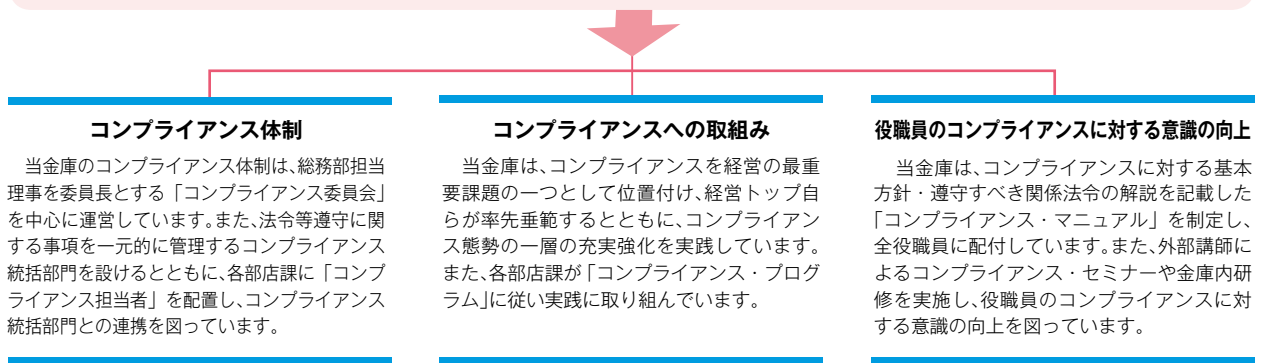 コンプライアンス体制
当金庫のコンプライアンス体制は、総務部担当
理事を委員長とする「コンプライアンス委員会」
を中心に運営しています。また、法令等遵守に関
する事項を一元的に管理するコンプライアンス
統括部門を設けるとともに、各部店課に「コンプ
ライアンス担当者」を配置し、コンプライアンス
統括部門との連携を図っています。
コンプライアンスへの取組み
当金庫は、コンプライアンスを経営の最重
要課題の一つとして位置付け、経営トップ自
らが率先垂範するとともに、コンプライアン
ス態勢の一層の充実強化を実践しています。
また、各部店課が「コンプライアンス・プログ
ラム」に従い実践に取り組んでいます。
役職員のコンプライアンスに対する意識の向上
当金庫は、コンプライアンスに対する基本
方針・遵守すべき関係法令の解説を記載した
「コンプライアンス・マニュアル」を制定し、
全役職員に配付しています。また、外部講師に
よるコンプライアンス・セミナーや金庫内研
修を実施し、役職員のコンプライアンスに対
する意識の向上を図っています。